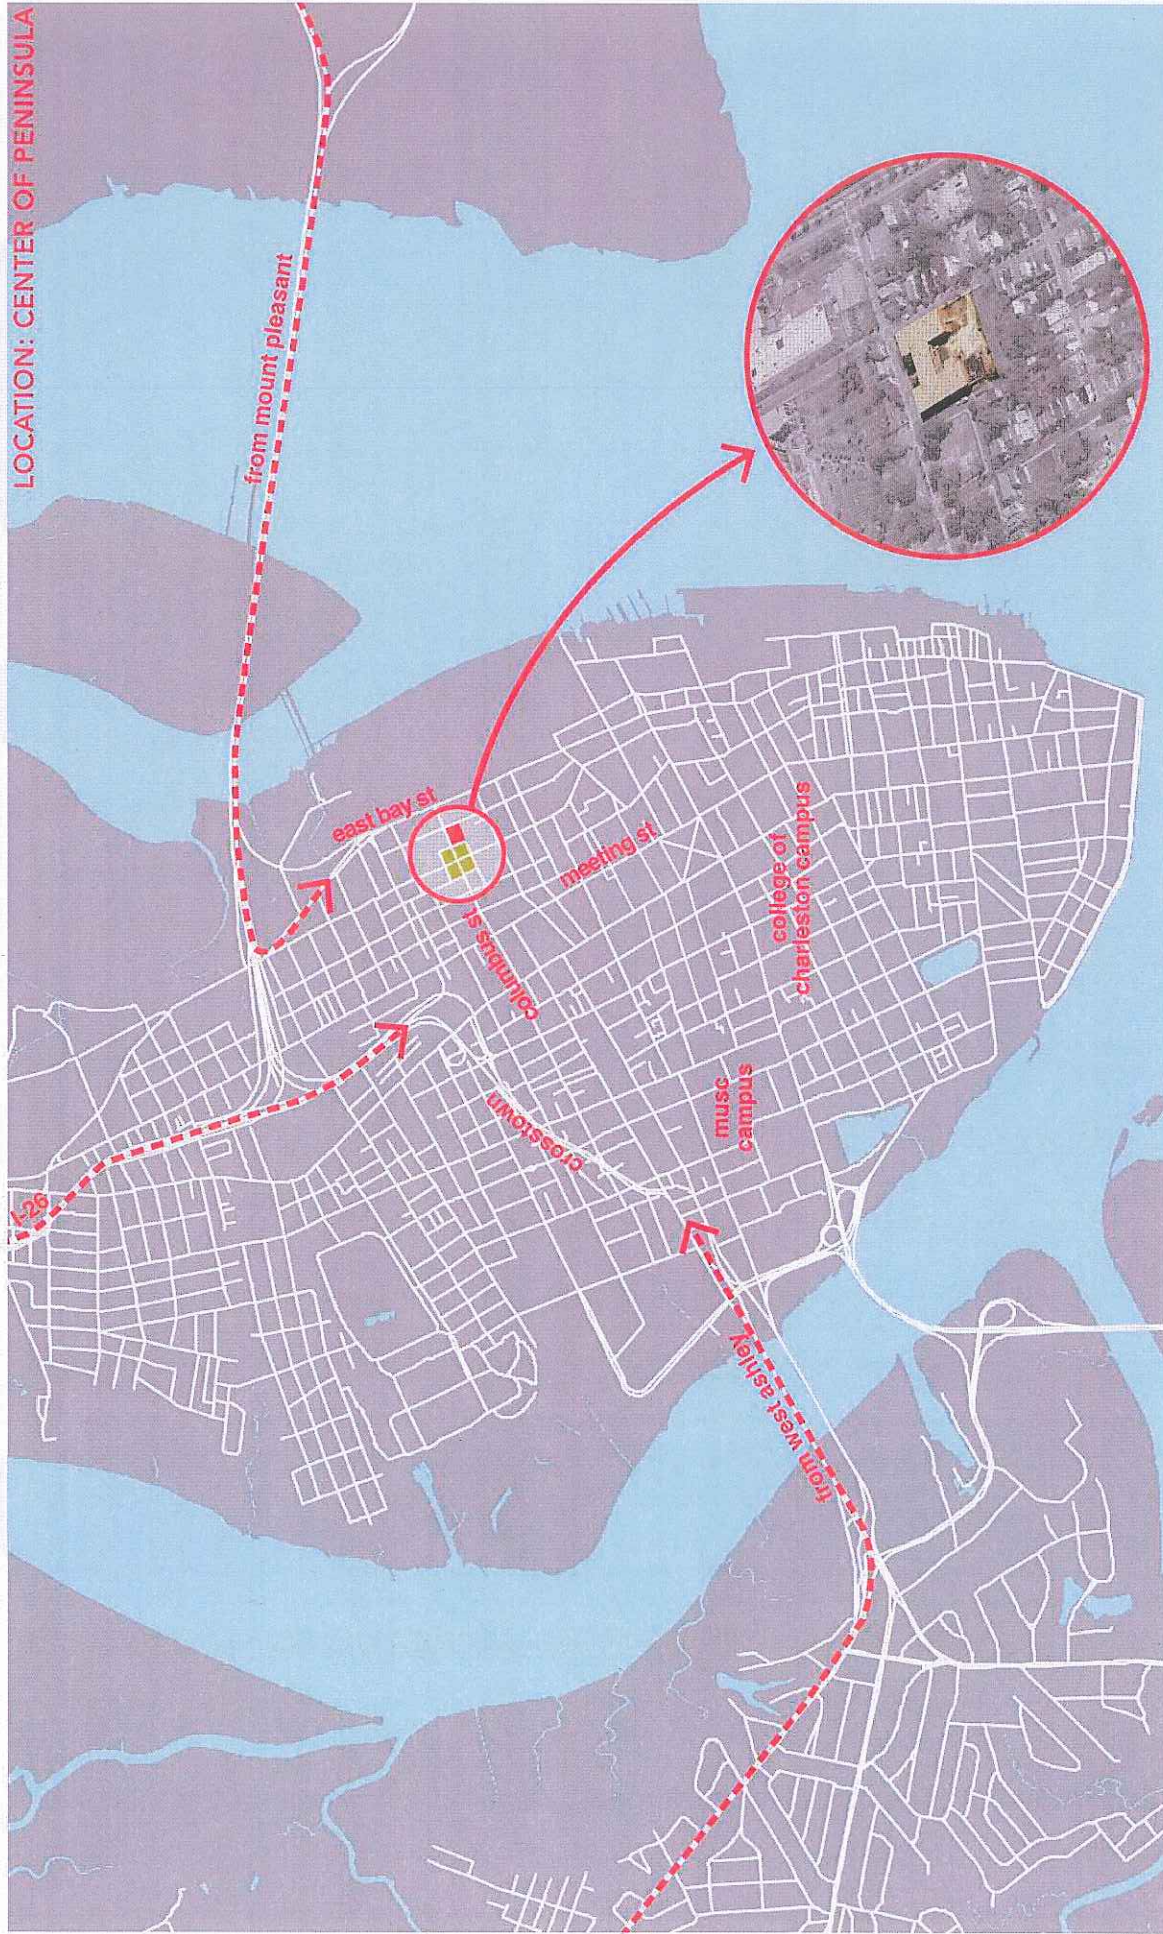 LOCATION: CENTER OF PENINSULA
from mount pleasant
east bay st
meeting st
columbus st
college of
charleston campus
musc
campus
crosstown
I-26
from west ashley